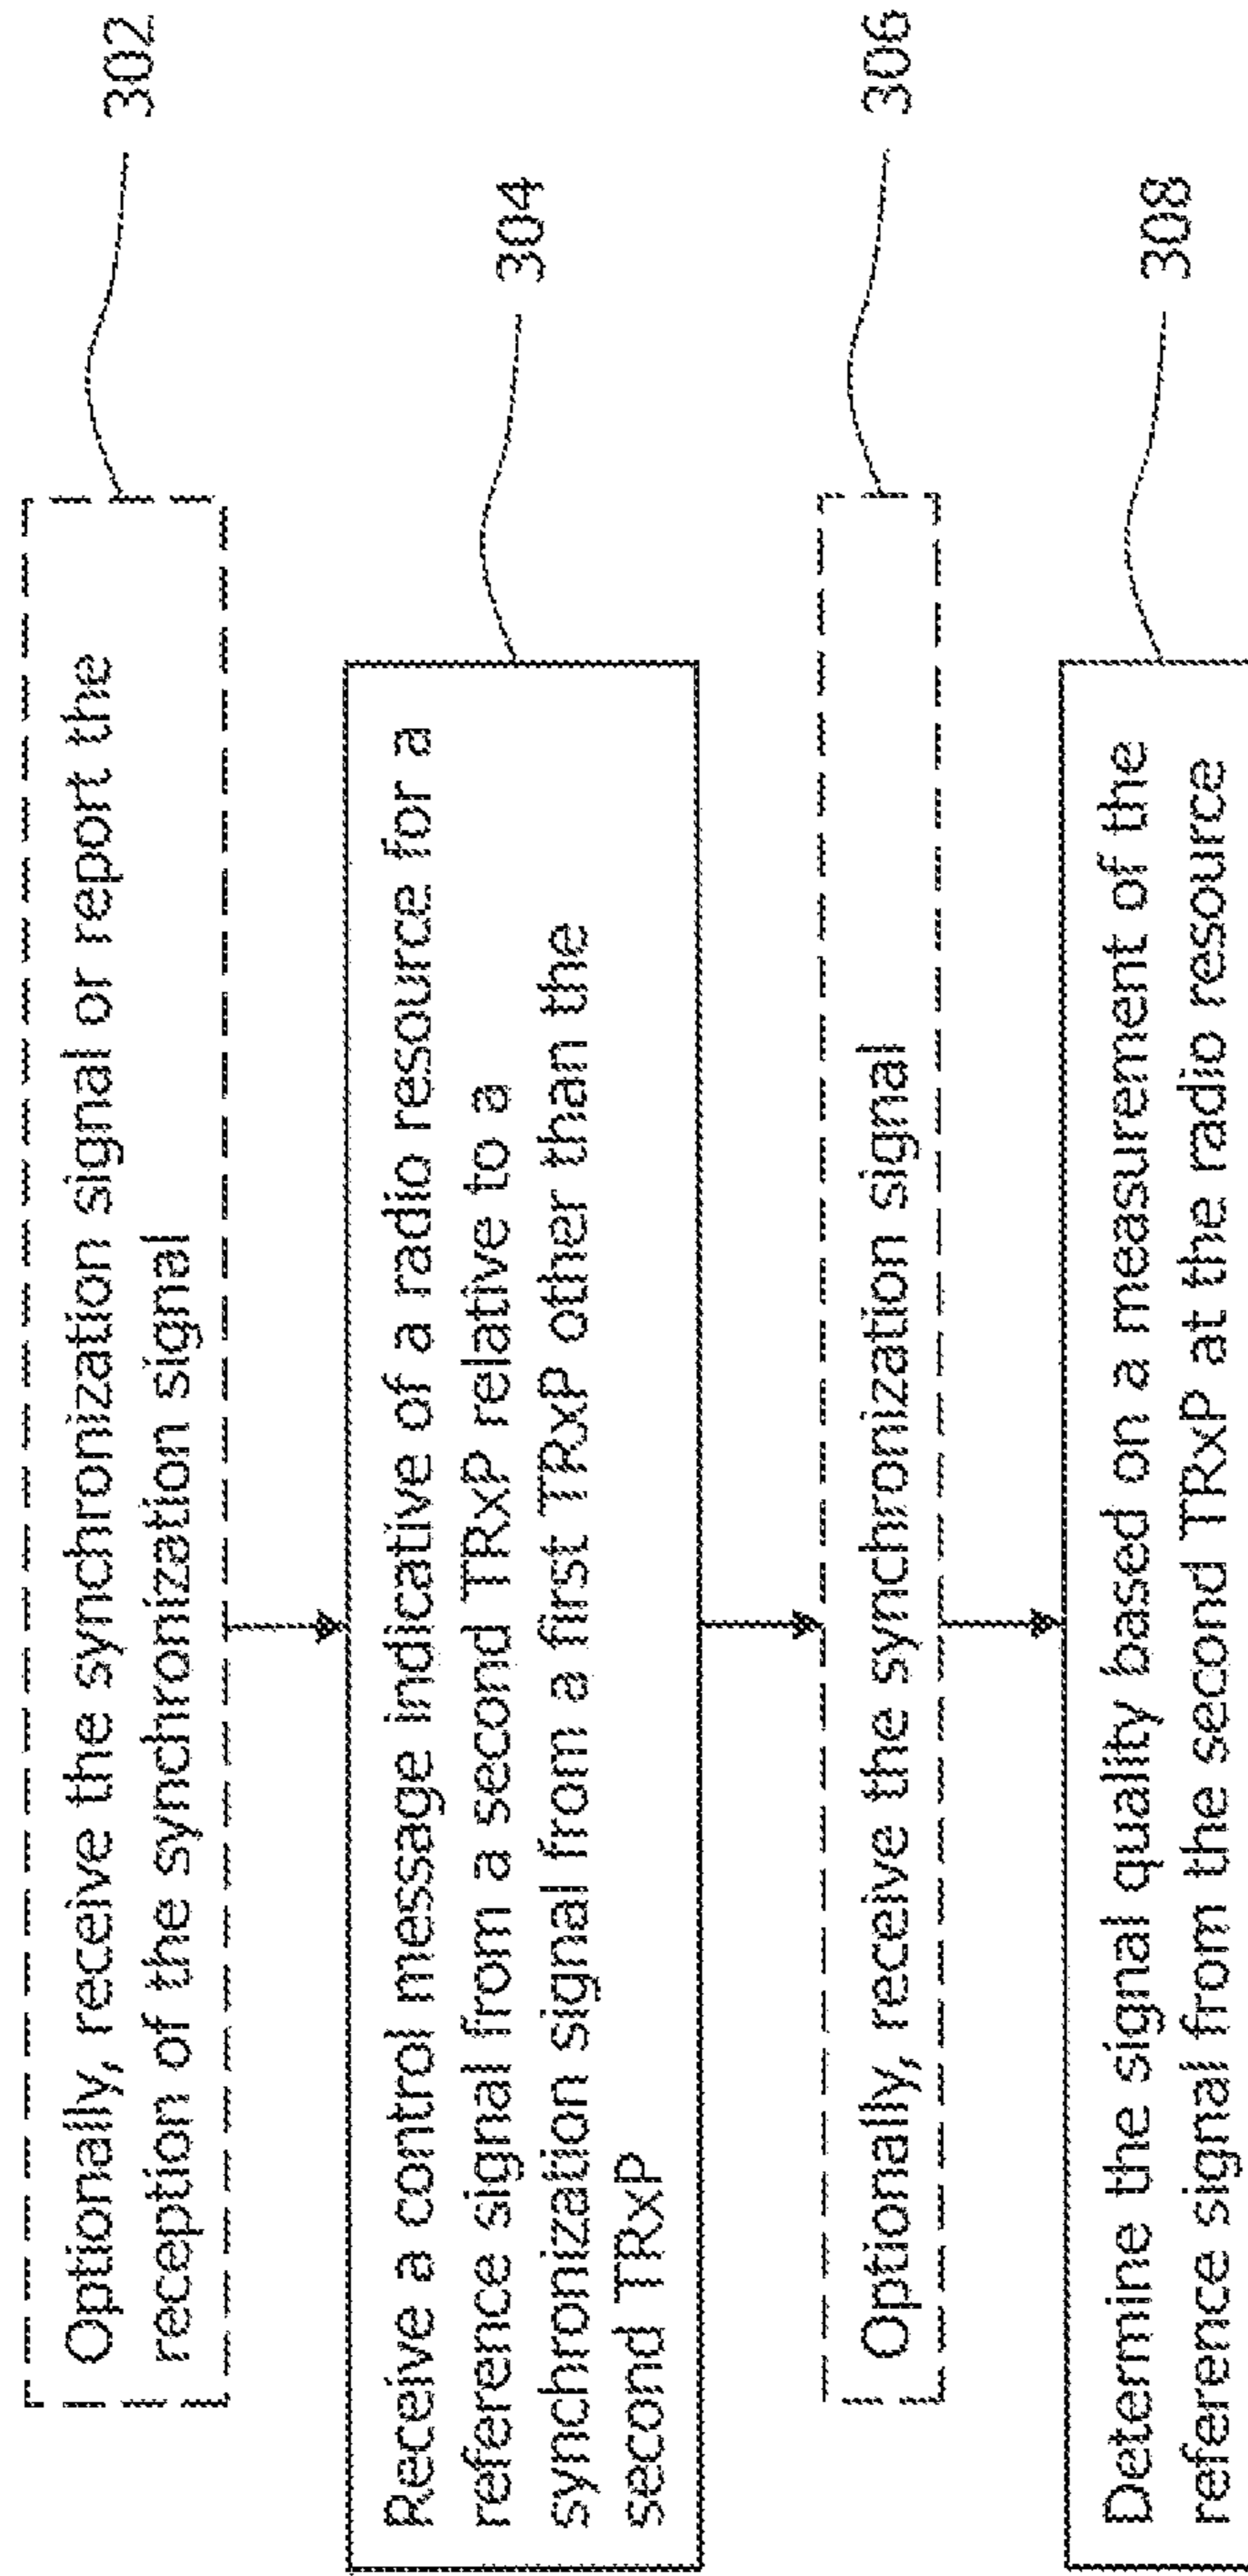 Optionally, receive the synchronization signal or report the
reception of the synchronization signal
302
Receive a control message indicative of a radio resource for a
reference signal from a second TRxP relative to a
synchronization signal from a first TRxP other than the
second TRxP
304
Optionally, receive the synchronization signal
306
Determine the signal quality based on a measurement of the
reference signal from the second TRxP at the radio resource
308